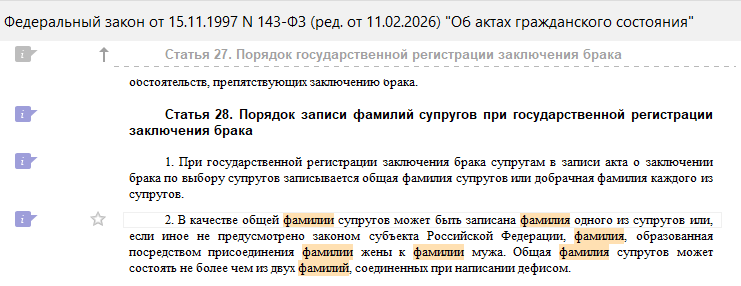 Федеральный закон от 15.11.1997 N 143-ФЗ (ред. от 11.02.2026) "Об актах гражданского состояния"
Статья 27. Порядок государственной регистрации заключения брака
обстоятельств, препятствующих заключению брака.
Статья 28. Порядок записи фамилий супругов при государственной регистрации
заключения брака
1. При государственной регистрации заключения брака супругам в записи акта о заключении
брака по выбору супругов записывается общая фамилия супругов или добрачная фамилия каждого из
супругов.
2. В качестве общей фамилии супругов может быть записана фамилия одного из супругов или,
если иное не предусмотрено законом субъекта Российской Федерации, фамилия, образованная
посредством присоединения фамилии жены к фамилии мужа. Общая фамилия супругов может
состоять не более чем из двух фамилий, соединенных при написании дефисом.